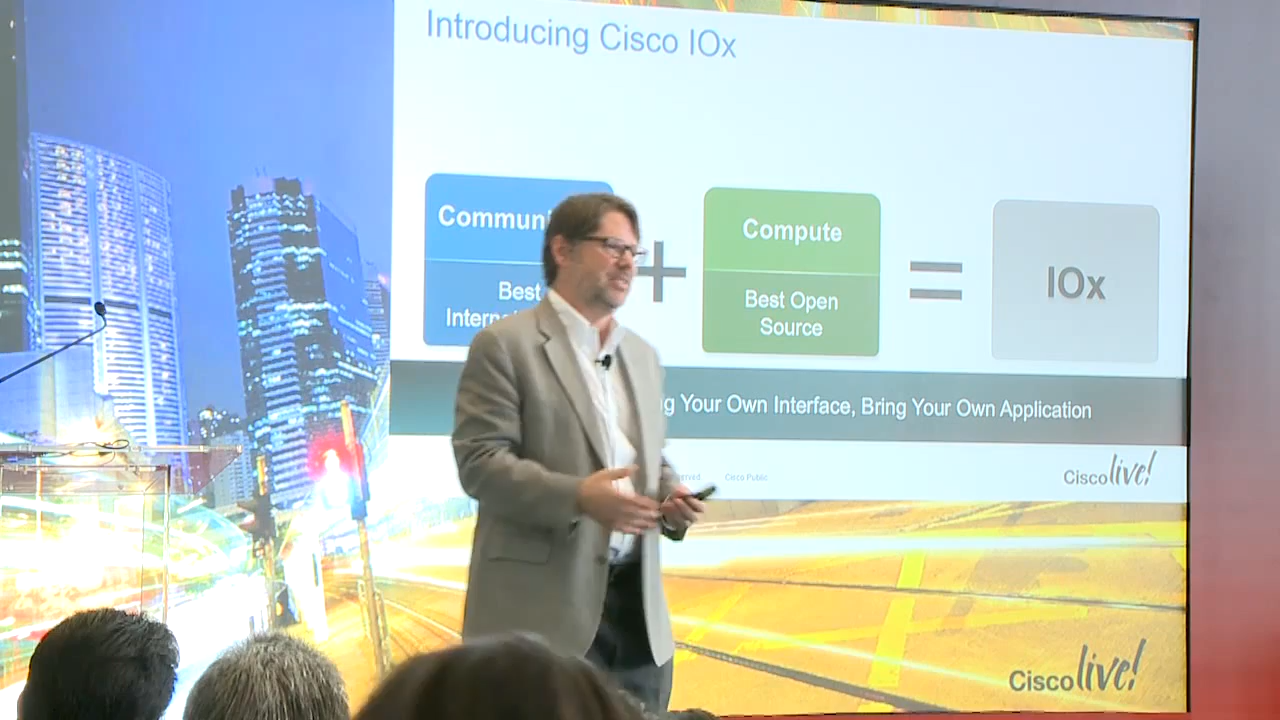 Introducing Cisco IOx
Compute
Best
Best Open
Source
IOx
Your Own Interface, Bring Your Own Application
Cisco Public
Cisco live!
Cisco live!